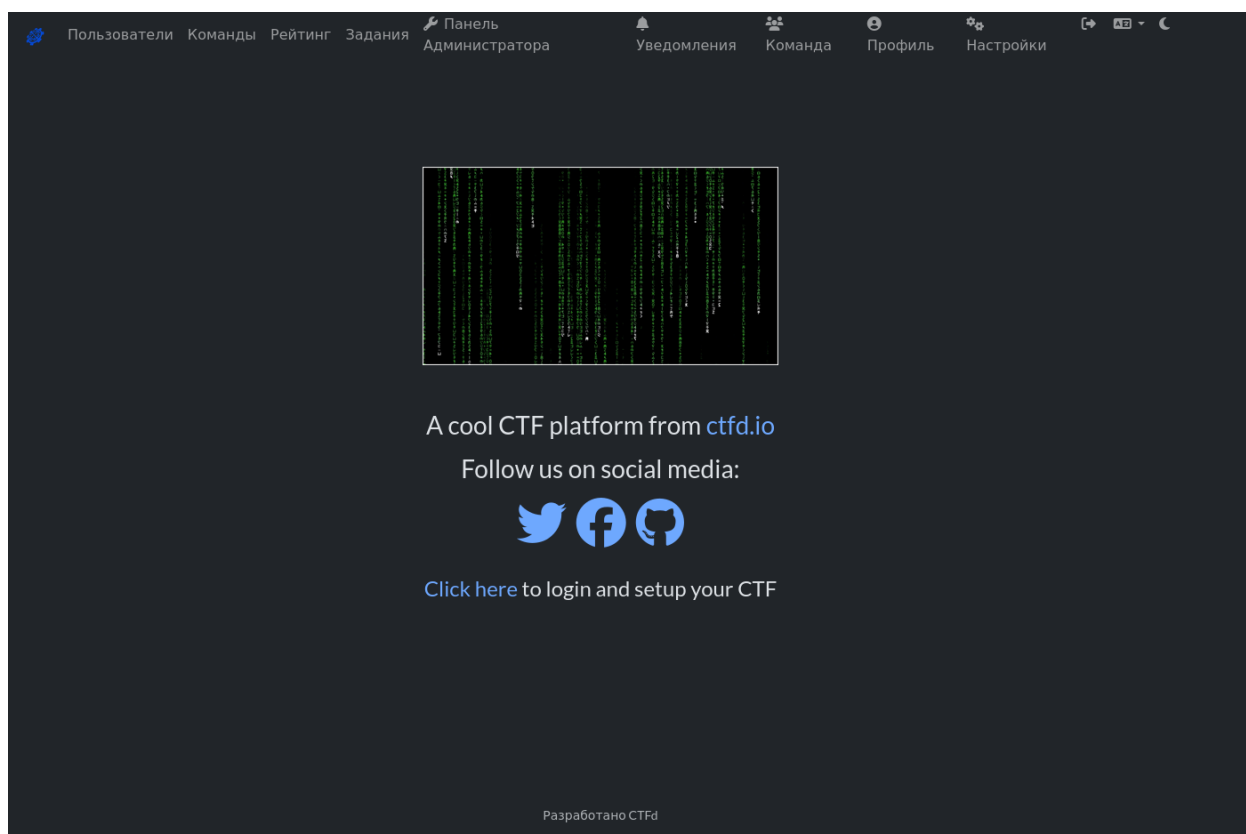 Пользователи Команды Рейтинг Задания Панель Администратора Уведомления Команда Профиль Настройки
A cool CTF platform from ctfd.io
Follow us on social media:
Click here to login and setup your CTF
Разработано CTFd